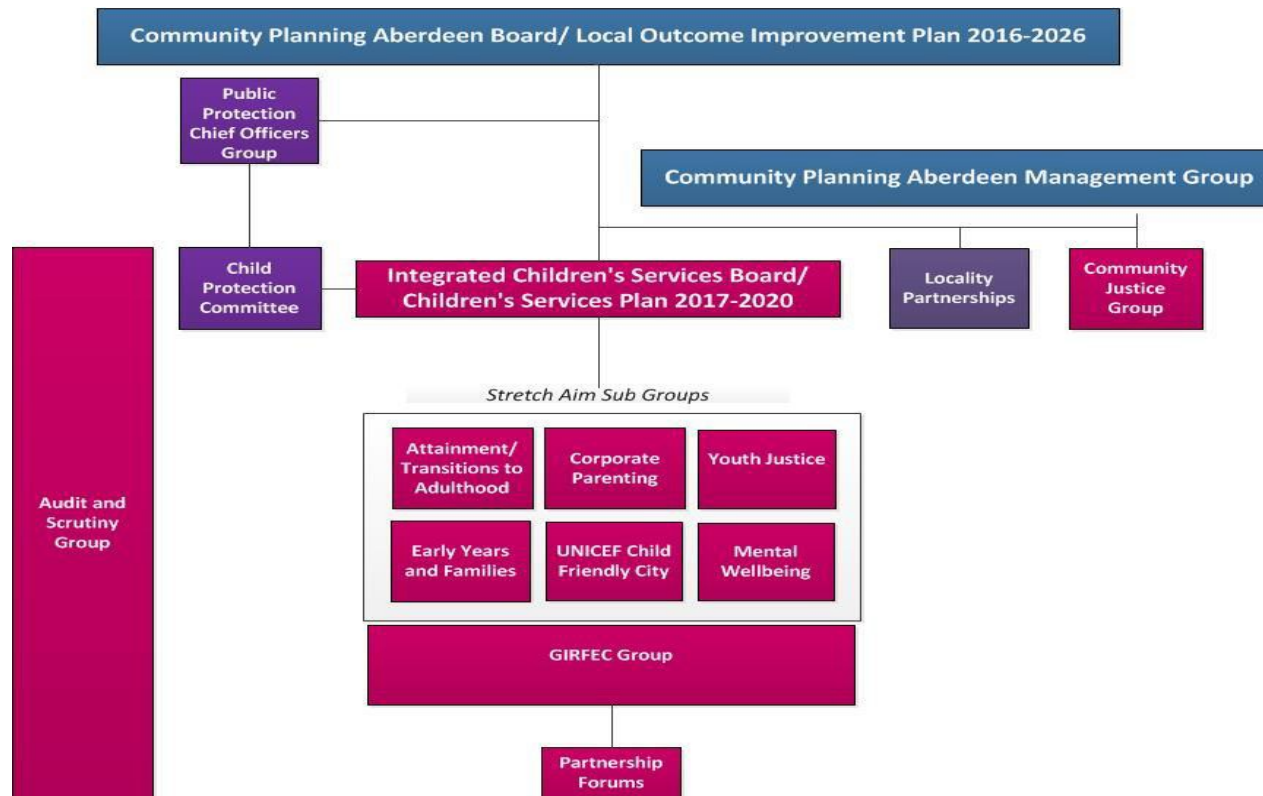 Community Planning Aberdeen Board/ Local Outcome Improvement Plan 2016-2026
Public
Protection
Chief Officers
Group
Community Planning Aberdeen Management Group
Child
Protection
Committee
Integrated Children's Services Board/
Children's Services Plan 2017-2020
Locality
Partnerships
Community
Justice
Group
Stretch Aim Sub Groups
Attainment/
Transitions to
Adulthood
Corporate
Parenting
Youth Justice
Audit and
Scrutiny
Group
Early Years
and Families
UNICEF Child
Friendly City
Mental
Wellbeing
GIRFEC Group
Partnership
Forums